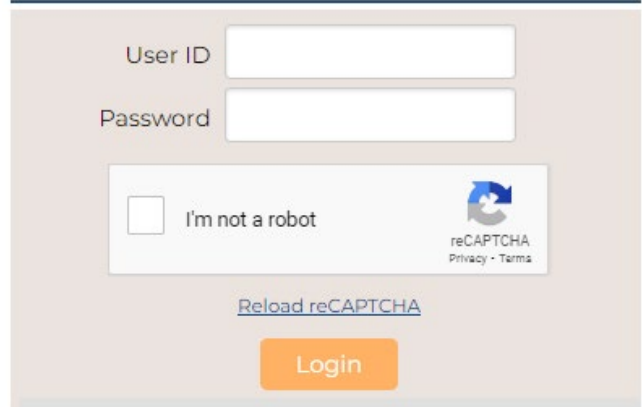 User ID
Password
I'm not a robot
reCAPTCHA
Privacy - Terms
Reload reCAPTCHA
Login